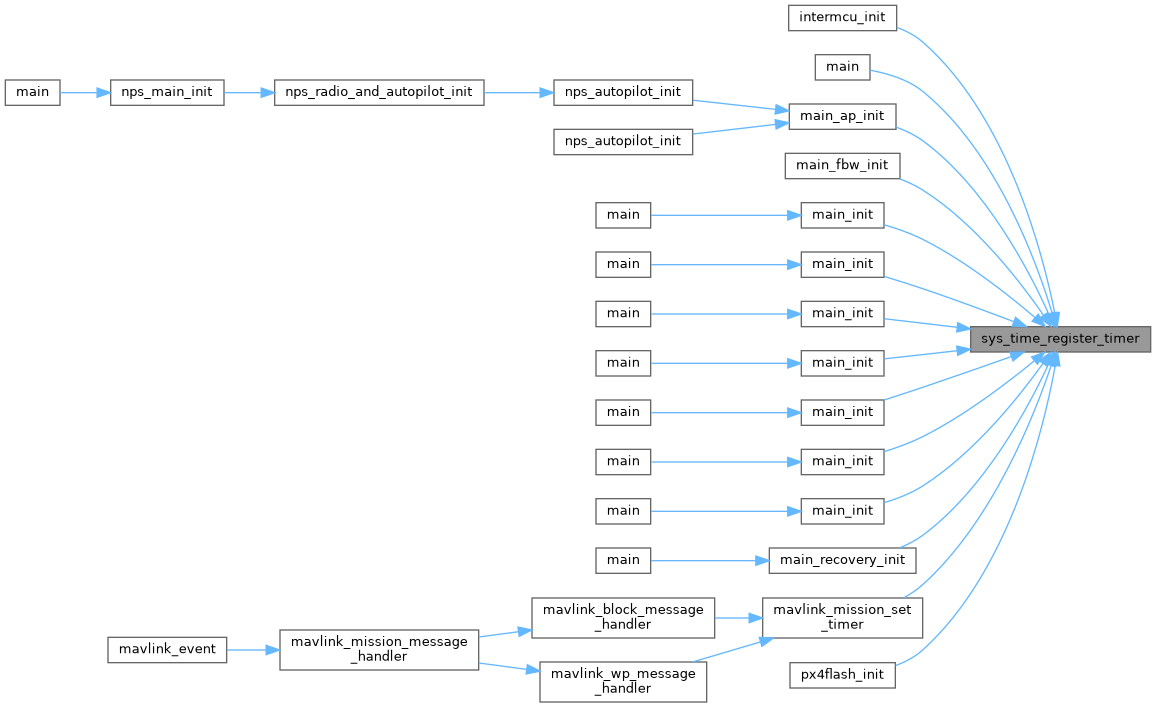 intermcu_init
main
main
nps_main_init
nps_radio_and_autopilot_init
nps_autopilot_init
main_ap_init
nps_autopilot_init
main_fbw_init
main
main_init
main
main_init
main
main_init
sys_time_register_timer
main
main_init
main
main_init
main
main_init
main
main_init
main
main_recovery_init
mavlink_block_message
_handler
mavlink_mission_set
_timer
mavlink_event
mavlink_mission_message
_handler
mavlink_wp_message
_handler
px4flash_init